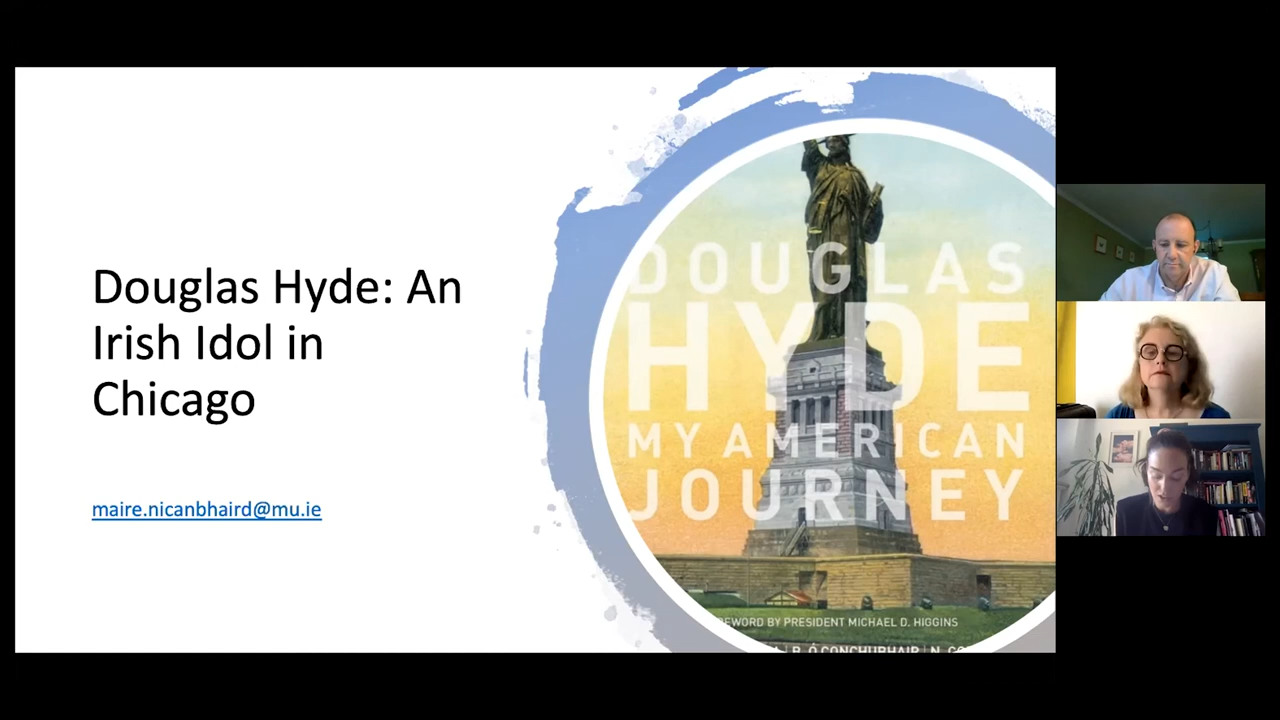 Douglas Hyde: An
Irish Idol in
Chicago
maire.nicanbhaird@mu.ie
DOUGLAS
HYDE
MY AMERICAN
JOURNEY
BY PRESIDENT MICHAEL D. HIGGINS
Ó CONCHUBHAIR | N.